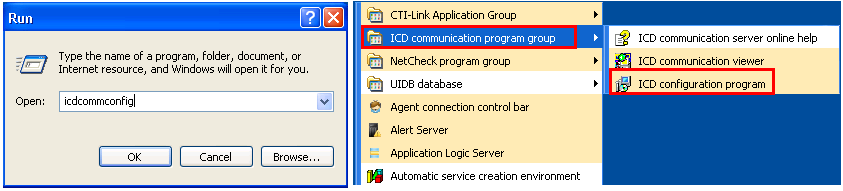 Run
Type the name of a program, folder, document, or
Internet resource, and Windows will open it for you.
Open: icdcommconfig
OK Cancel Browse...
CTI-Link Application Group
ICD communication program group
NetCheck program group
UIDB database
Agent connection control bar
Alert Server
Application Logic Server
Automatic service creation environment
ICD communication server online help
ICD communication viewer
ICD configuration program